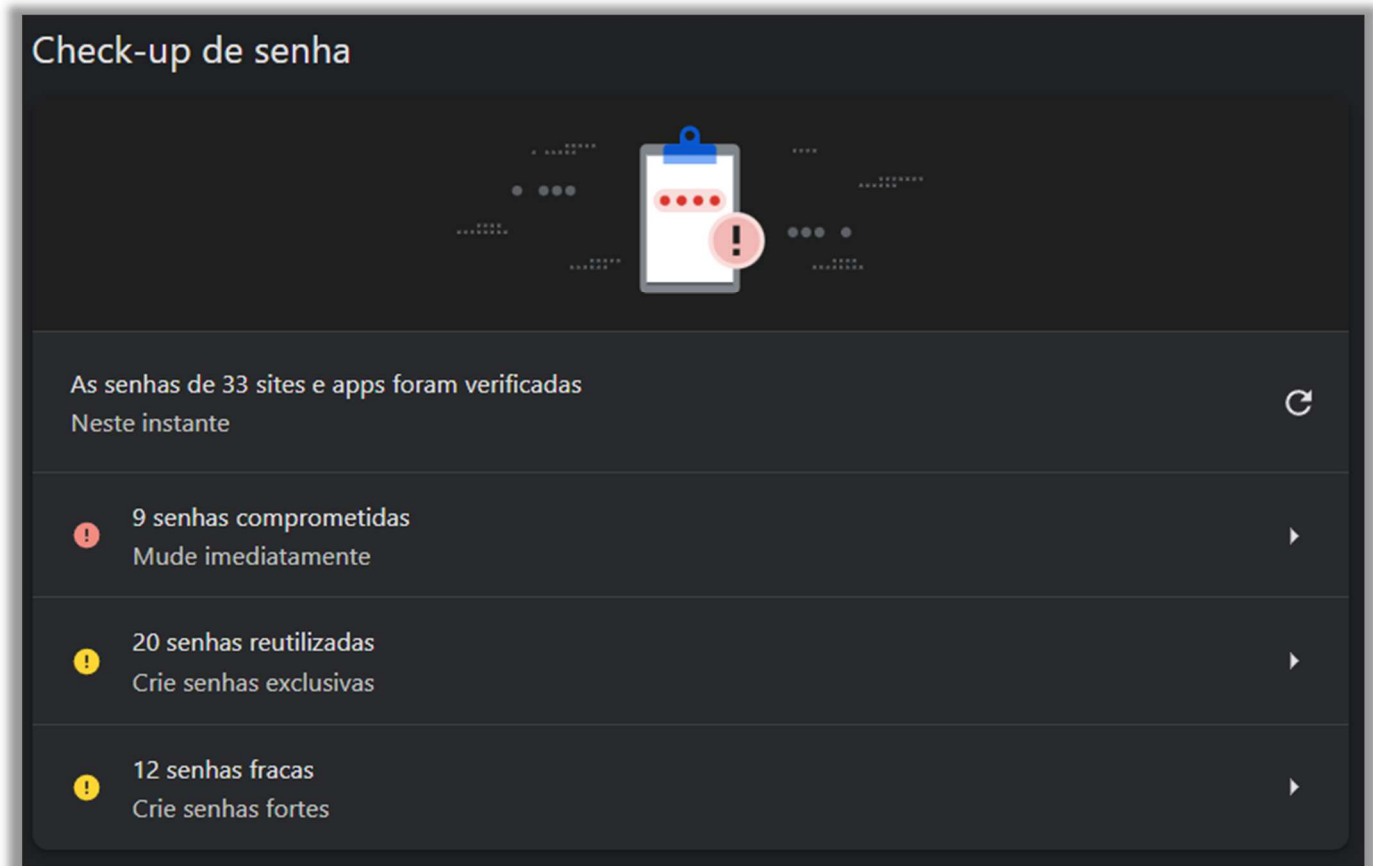 Check-up de senha
As senhas de 33 sites e apps foram verificadas
Neste instante
9 senhas comprometidas
Mude imediatamente
20 senhas reutilizadas
Crie senhas exclusivas
12 senhas fracas
Crie senhas fortes